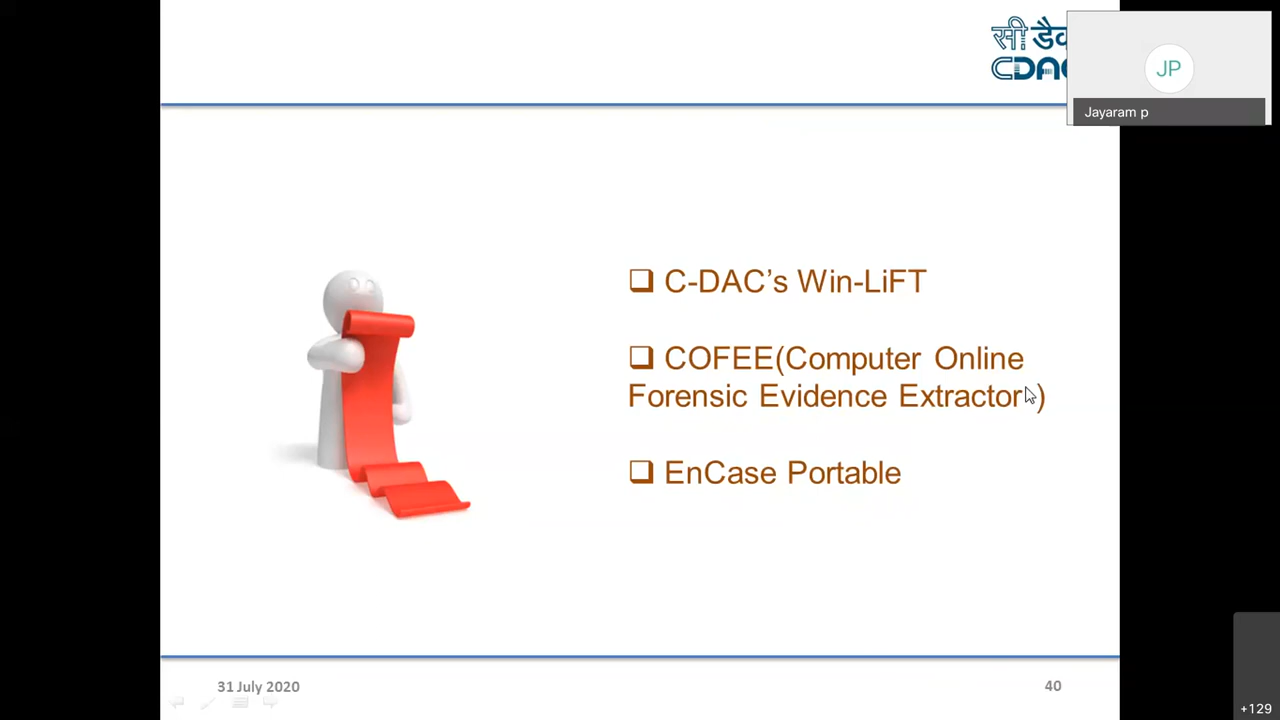 सी डैक
CDAC
JP
Jayaram p
❑ C-DAC’s Win-LiFT
❑ COFEE(Computer Online
Forensic Evidence Extractor )
❑ EnCase Portable
31 July 2020
40
+129